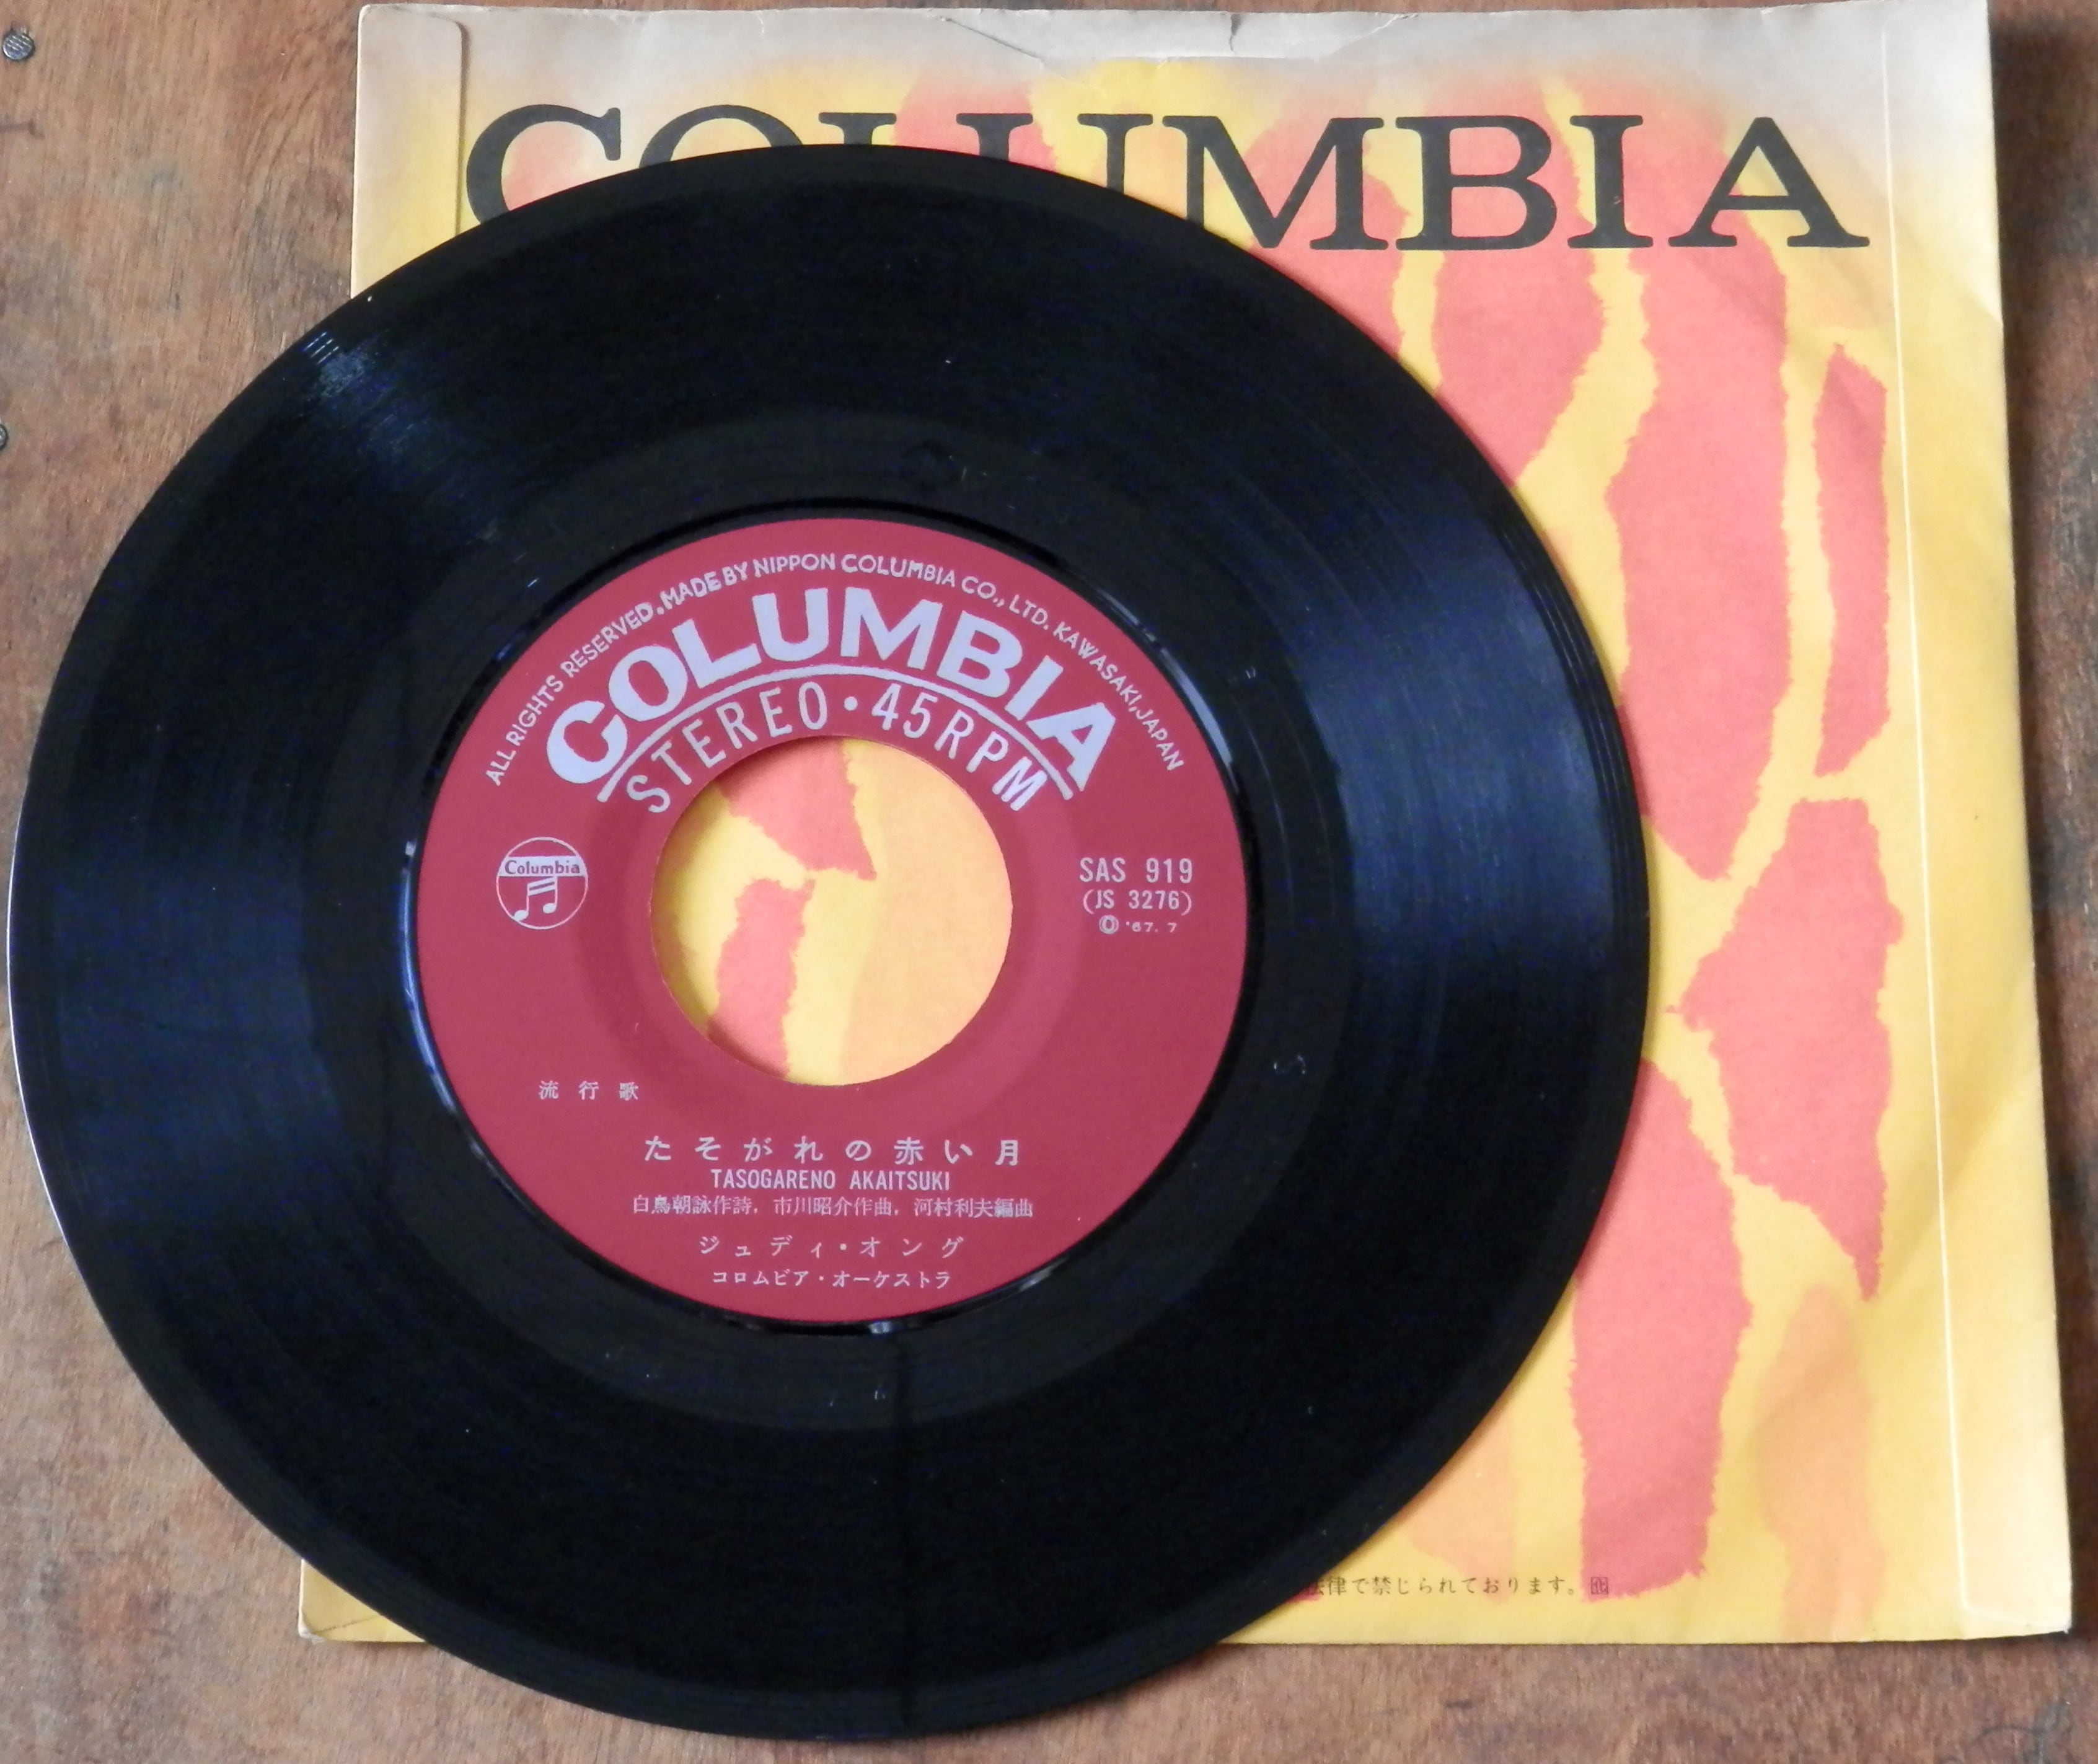 COLUMBIA
ALL RIGHTS RESERVED. MADE BY NIPPON COLUMBIA CO., LTD. KAWASAKI, JAPAN
COLUMBIA
STEREO・45RPM
Columbia
SAS 919
(JS 3276)
© '67. 7
流行歌
たそがれの赤い月
TASOGARENO AKAITSUKI
白鳥朝詠作詩, 市川昭介作曲, 河村利夫編曲
ジュディ・オング
コロムビア・オーケストラ
法律で禁じられております。